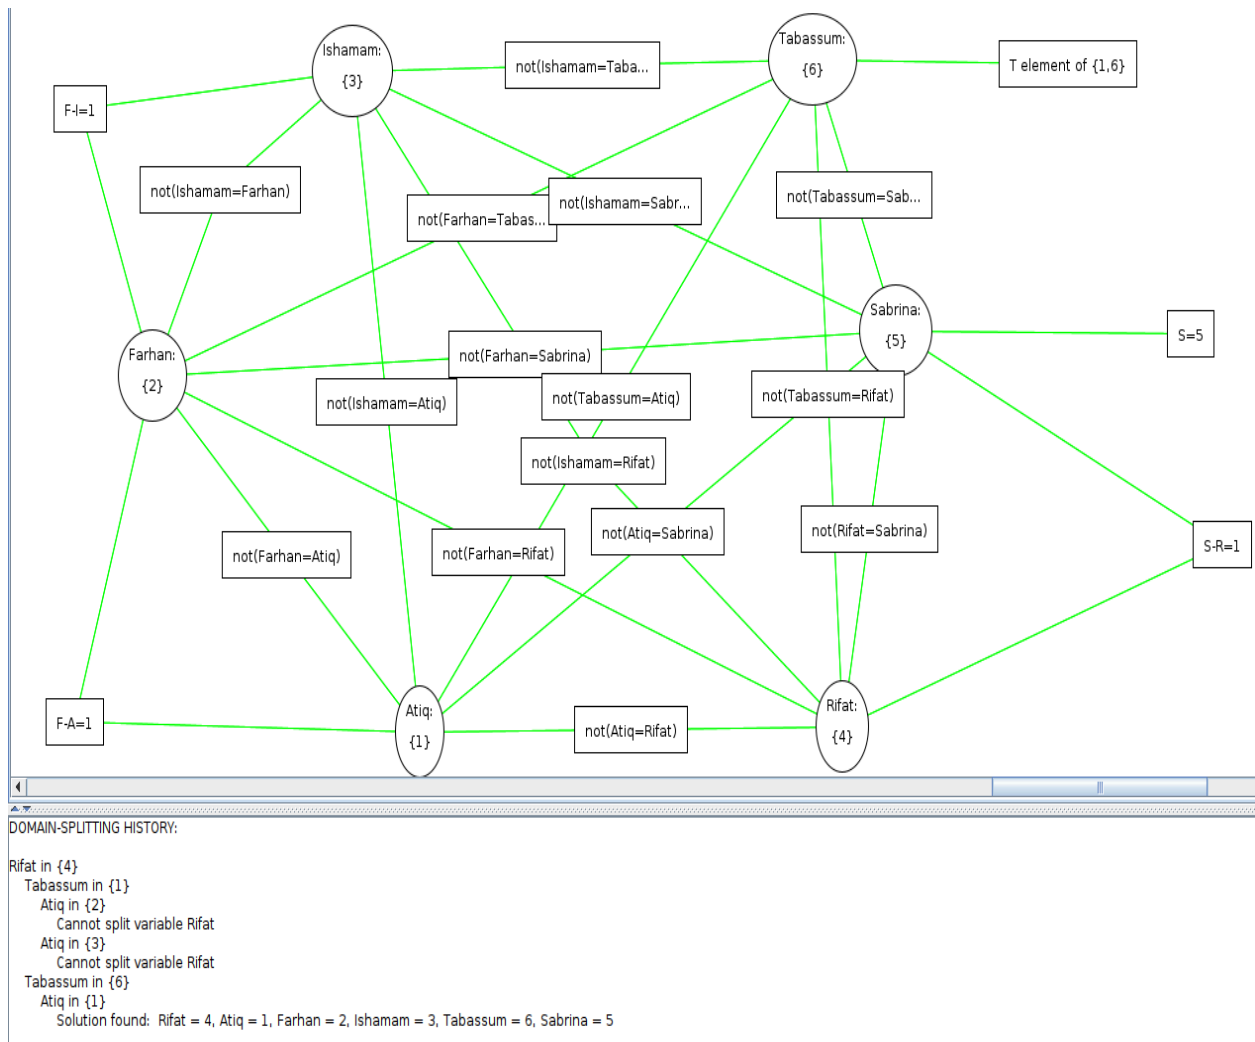 Ishamam:
{3}
not(Ishamam=Taba...
Tabassum:
{6}
T element of {1,6}
F-I=1
not(Ishamam=Farhan)
not(Farhan=Tabas...
not(Ishamam=Sabr...
not(Tabassum=Sab...
Farhan:
{2}
not(Farhan=Sabrina)
Sabrina:
{5}
S=5
not(Ishamam=Atiq)
not(Tabassum=Atiq)
not(Tabassum=Rifat)
not(Ishamam=Rifat)
not(Farhan=Atiq)
not(Farhan=Rifat)
not(Atiq=Sabrina)
not(Rifat=Sabrina)
S-R=1
F-A=1
Atiq:
{1}
not(Atiq=Rifat)
Rifat:
{4}
DOMAIN-SPLITTING HISTORY:
Rifat in {4}
Tabassum in {1}
Atiq in {2}
Cannot split variable Rifat
Atiq in {3}
Cannot split variable Rifat
Tabassum in {6}
Atiq in {1}
Solution found:  Rifat = 4, Atiq = 1, Farhan = 2, Ishamam = 3, Tabassum = 6, Sabrina = 5